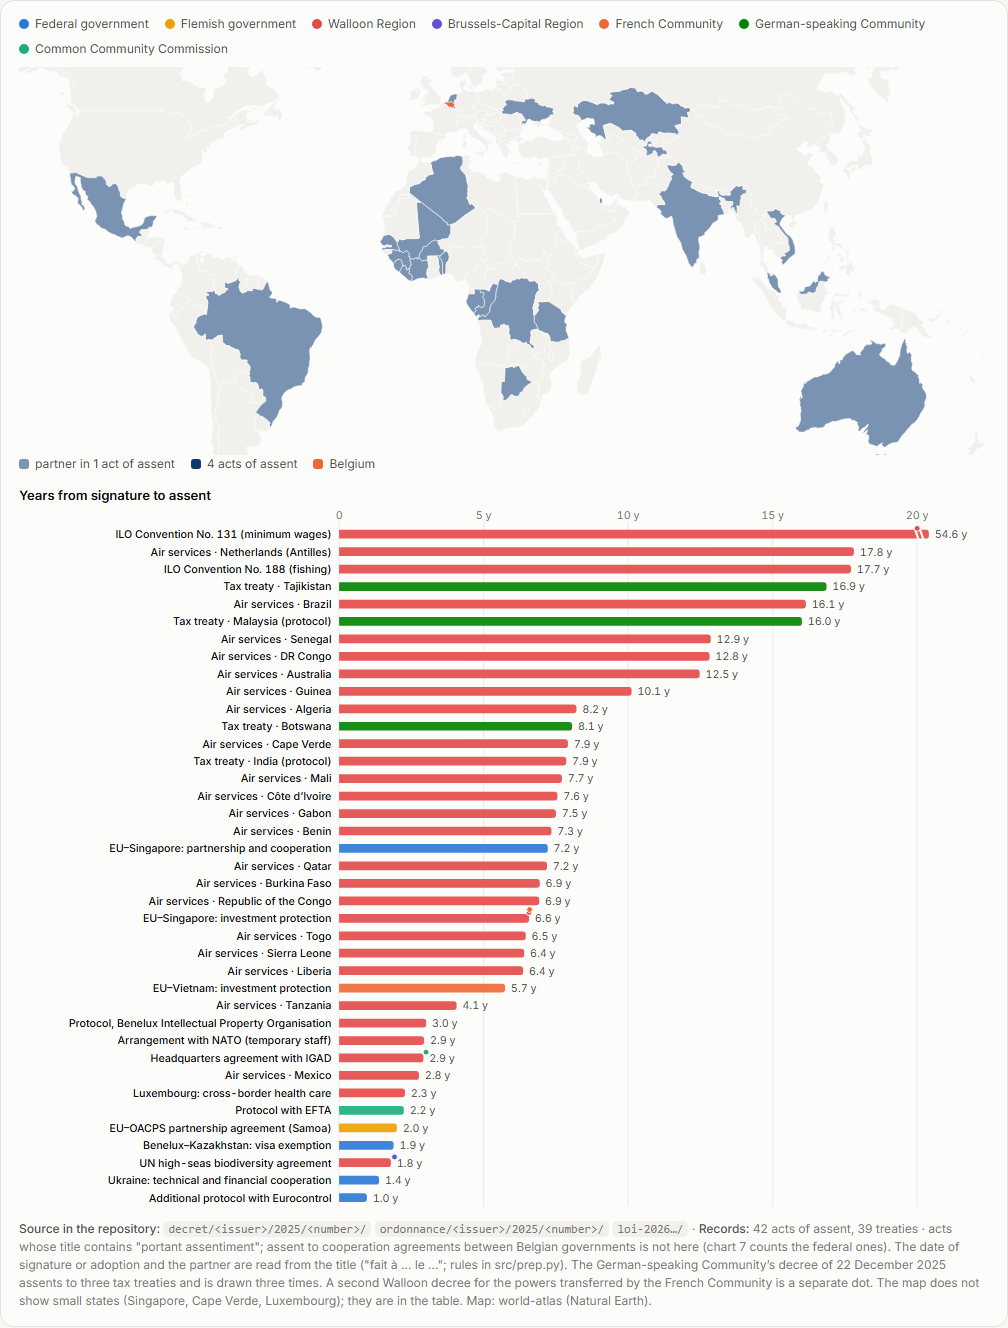 Federal government
Flemish government
Walloon Region
Brussels-Capital Region
French Community
German-speaking Community
Common Community Commission
partner in 1 act of assent
4 acts of assent
Belgium
Years from signature to assent
0 5 y 10 y 15 y 20 y
ILO Convention No. 131 (minimum wages) 54.6 y
Air services · Netherlands (Antilles) 17.8 y
ILO Convention No. 188 (fishing) 17.7 y
Tax treaty · Tajikistan 16.9 y
Air services · Brazil 16.1 y
Tax treaty · Malaysia (protocol) 16.0 y
Air services · Senegal 12.9 y
Air services · DR Congo 12.8 y
Air services · Australia 12.5 y
Air services · Guinea 10.1 y
Air services · Algeria 8.2 y
Tax treaty · Botswana 8.1 y
Air services · Cape Verde 7.9 y
Tax treaty · India (protocol) 7.9 y
Air services · Mali 7.7 y
Air services · Côte d’Ivoire 7.6 y
Air services · Gabon 7.5 y
Air services · Benin 7.3 y
EU–Singapore: partnership and cooperation 7.2 y
Air services · Qatar 7.2 y
Air services · Burkina Faso 6.9 y
Air services · Republic of the Congo 6.9 y
EU–Singapore: investment protection 6.6 y
Air services · Togo 6.5 y
Air services · Sierra Leone 6.4 y
Air services · Liberia 6.4 y
EU–Vietnam: investment protection 5.7 y
Air services · Tanzania 4.1 y
Protocol, Benelux Intellectual Property Organisation 3.0 y
Arrangement with NATO (temporary staff) 2.9 y
Headquarters agreement with IGAD 2.9 y
Air services · Mexico 2.8 y
Luxembourg: cross-border health care 2.3 y
Protocol with EFTA 2.2 y
EU–OACPS partnership agreement (Samoa) 2.0 y
Benelux–Kazakhstan: visa exemption 1.9 y
UN high-seas biodiversity agreement 1.8 y
Ukraine: technical and financial cooperation 1.4 y
Additional protocol with Eurocontrol 1.0 y
Source in the repository: decret/<issuer>/2025/<number>/ ordonnance/<issuer>/2025/<number>/ loi-2026…/ · Records: 42 acts of assent, 39 treaties · acts
whose title contains "portant assentiment"; assent to cooperation agreements between Belgian governments is not here (chart 7 counts the federal ones). The date of
signature or adoption and the partner are read from the title ("fait à ... le ..."; rules in src/prep.py). The German-speaking Community’s decree of 22 December 2025
assents to three tax treaties and is drawn three times. A second Walloon decree for the powers transferred by the French Community is a separate dot. The map does not
show small states (Singapore, Cape Verde, Luxembourg); they are in the table. Map: world-atlas (Natural Earth).